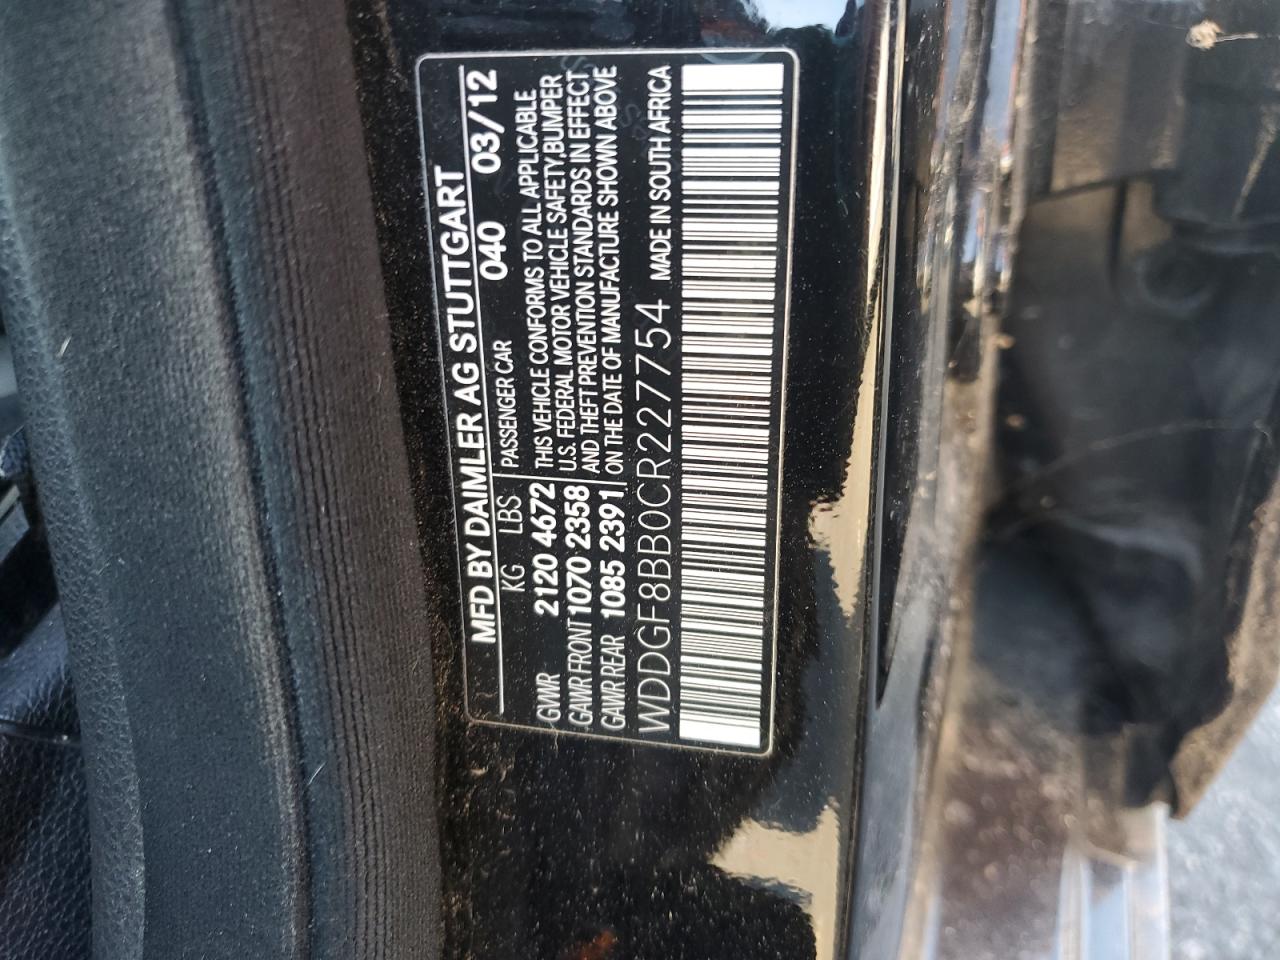 MFD BY DAIMLER AG STUTTGART
KG LBS PASSENGER CAR 040 03/12
GVWR 2120 4672 THIS VEHICLE CONFORMS TO ALL APPLICABLE
GAWR FRONT 1070 2358 U.S. FEDERAL MOTOR VEHICLE SAFETY, BUMPER
GAWR REAR 1085 2391 AND THEFT PREVENTION STANDARDS IN EFFECT
ON THE DATE OF MANUFACTURE SHOWN ABOVE
WDDGF8BB0CR227754 MADE IN SOUTH AFRICA